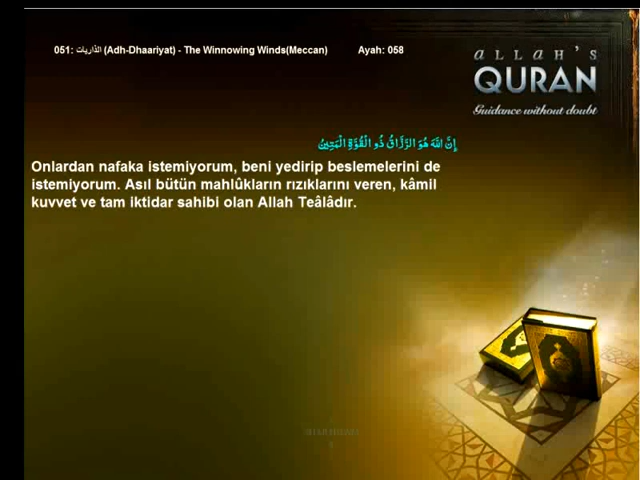 051: الذاريات (Adh-Dhaariyat) - The Winnowing Winds(Meccan) Ayah: 058
ALLAH'S
QURAN
Guidance without doubt
إِنَّ اللَّهَ هُوَ الرَّزَّاقُ ذُو الْقُوَّةِ الْمَتِينُ
Onlardan nafaka istemiyorum, beni yedirip beslemelerini de
istemiyorum. Asıl bütün mahlûkların rızıklarını veren, kâmil
kuvvet ve tam iktidar sahibi olan Allah Teâlâdır.